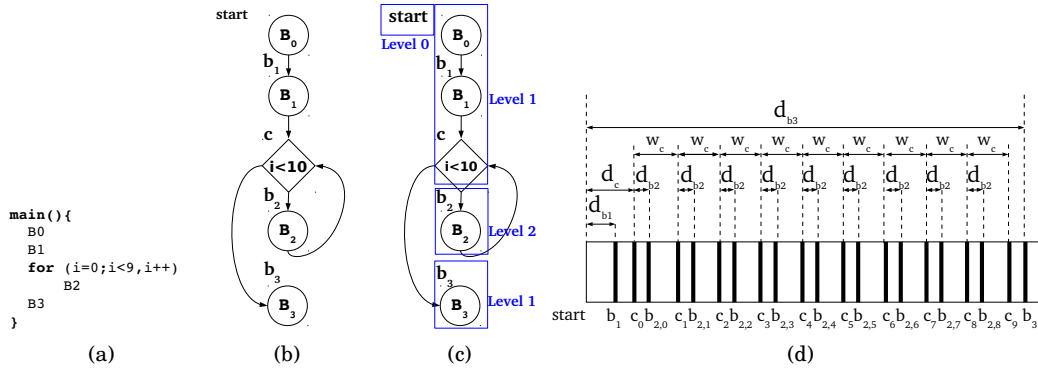 main(){
B0
B1
for (i=0;i<9,i++)
B2
B3
}
(a)
start
B0
b1
B1
c
i<10
b2
B2
b3
B3
(b)
start
Level 0
B0
b1
B1
Level 1
c
i<10
b2
B2
Level 2
b3
B3
Level 1
(c)
db3
wc wc wc wc wc wc wc wc wc
dc db2 db2 db2 db2 db2 db2 db2 db2 db2
db1
start b1 c0 b2,0 c1 b2,1 c2 b2,2 c3 b2,3 c4 b2,4 c5 b2,5 c6 b2,6 c7 b2,7 c8 b2,8 c9 b3
(d)